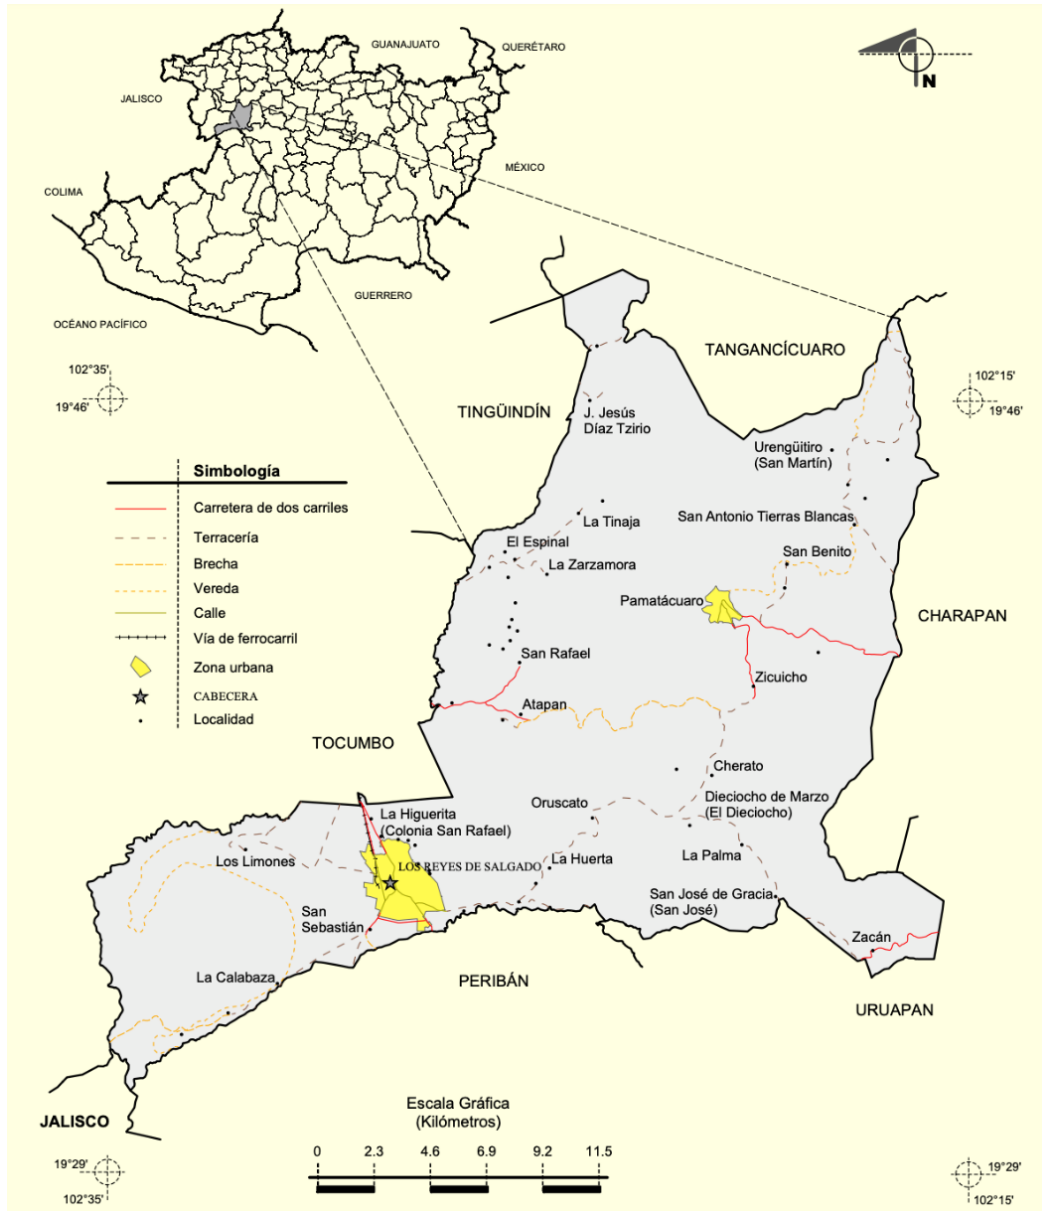 GUANAJUATO
QUERÉTARO
JALISCO
MÉXICO
COLIMA
GUERRERO
OCÉANO PACÍFICO
N
102°35'
19°46'
102°15'
19°46'
TANGANCÍCUARO
TINGÜINDÍN
J. Jesús
Díaz Tzirio
Urengüitiro
(San Martín)
Simbología
Carretera de dos carriles
Terracería
Brecha
Vereda
Calle
Vía de ferrocarril
Zona urbana
CABECERA
Localidad
La Tinaja
San Antonio Tierras Blancas
El Espinal
San Benito
La Zarzamora
Pamatácuaro
CHARAPAN
San Rafael
Zicuicho
Atapan
TOCUMBO
Cherato
Dieciocho de Marzo
(El Dieciocho)
Oruscato
La Higuerita
(Colonia San Rafael)
Los Limones
LOS REYES DE SALGADO
La Huerta
La Palma
San José de Gracia
(San José)
San
Sebastián
Zacán
La Calabaza
PERIBÁN
URUAPAN
JALISCO
Escala Gráfica
(Kilómetros)
0 2.3 4.6 6.9 9.2 11.5
19°29'
102°35'
19°29'
102°15'